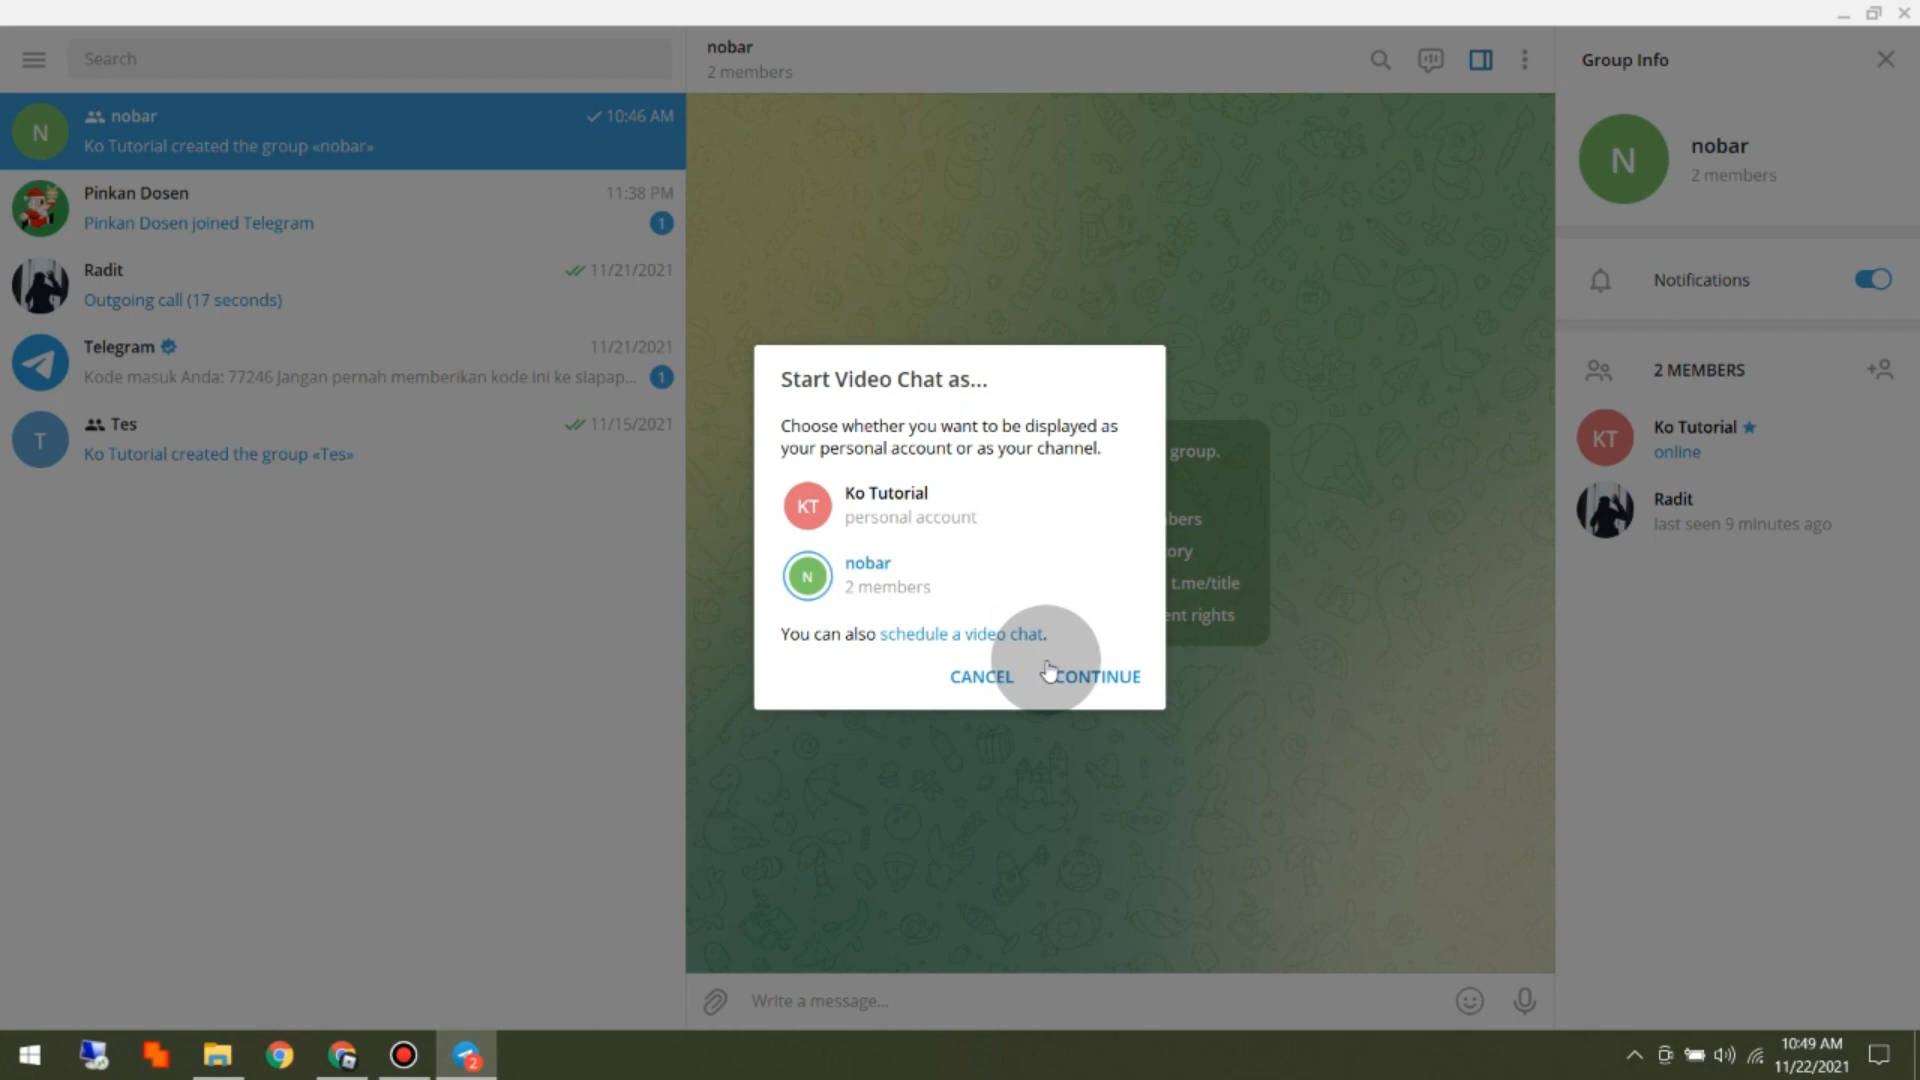 Search
nobar
10:46 AM
Ko Tutorial created the group «nobar»
Pinkan Dosen
11:38 PM
Pinkan Dosen joined Telegram
1
Radit
11/21/2021
Outgoing call (17 seconds)
Telegram
11/21/2021
Kode masuk Anda: 77246 Jangan pernah memberikan kode ini ke siapap...
1
Tes
11/15/2021
Ko Tutorial created the group «Tes»
N
T
nobar
2 members
group.
bers
ory
t.me/title
ent rights
Start Video Chat as...
Choose whether you want to be displayed as
your personal account or as your channel.
KT
Ko Tutorial
personal account
N
nobar
2 members
You can also schedule a video chat.
CANCEL
CONTINUE
Write a message...
Group Info
N
nobar
2 members
Notifications
2 MEMBERS
KT
Ko Tutorial
online
Radit
last seen 9 minutes ago
2
10:49 AM
11/22/2021